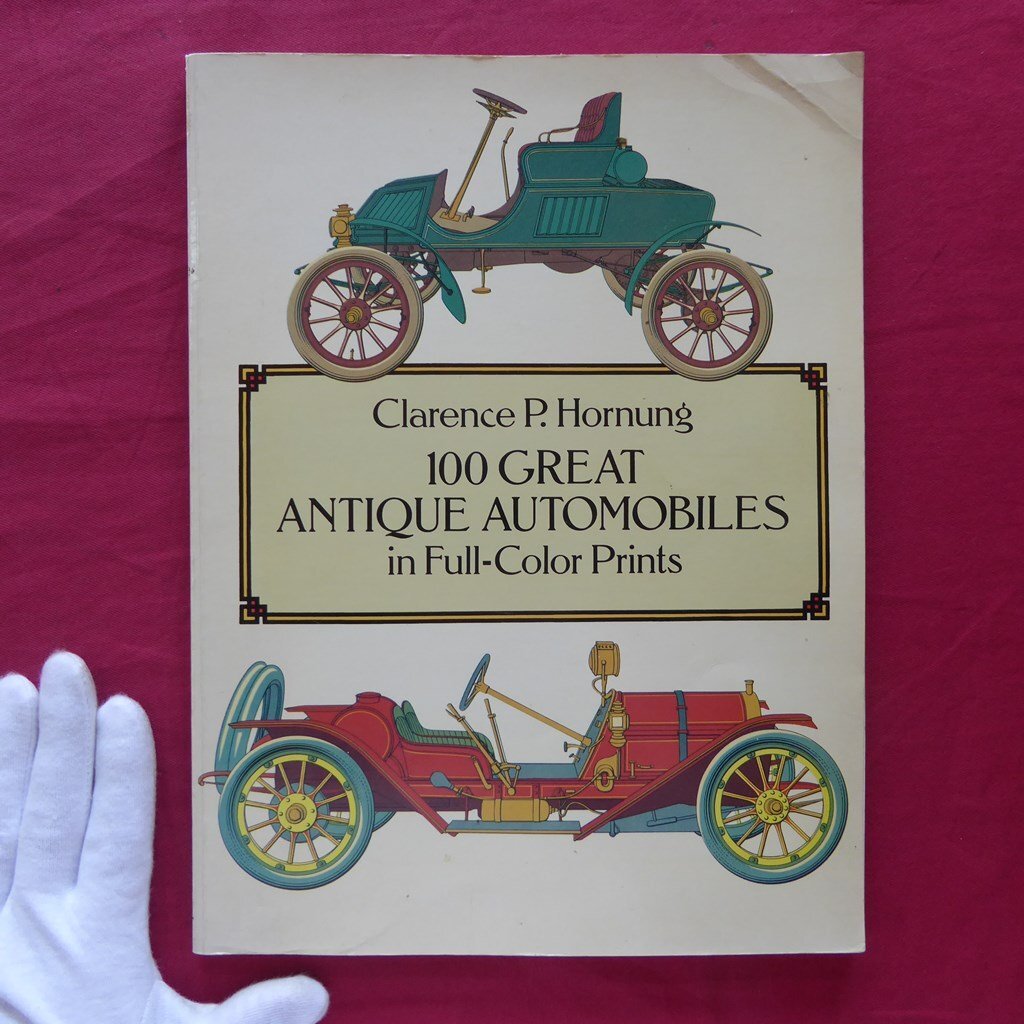 Clarence P. Hornung
100 GREAT
ANTIQUE AUTOMOBILES
in Full-Color Prints